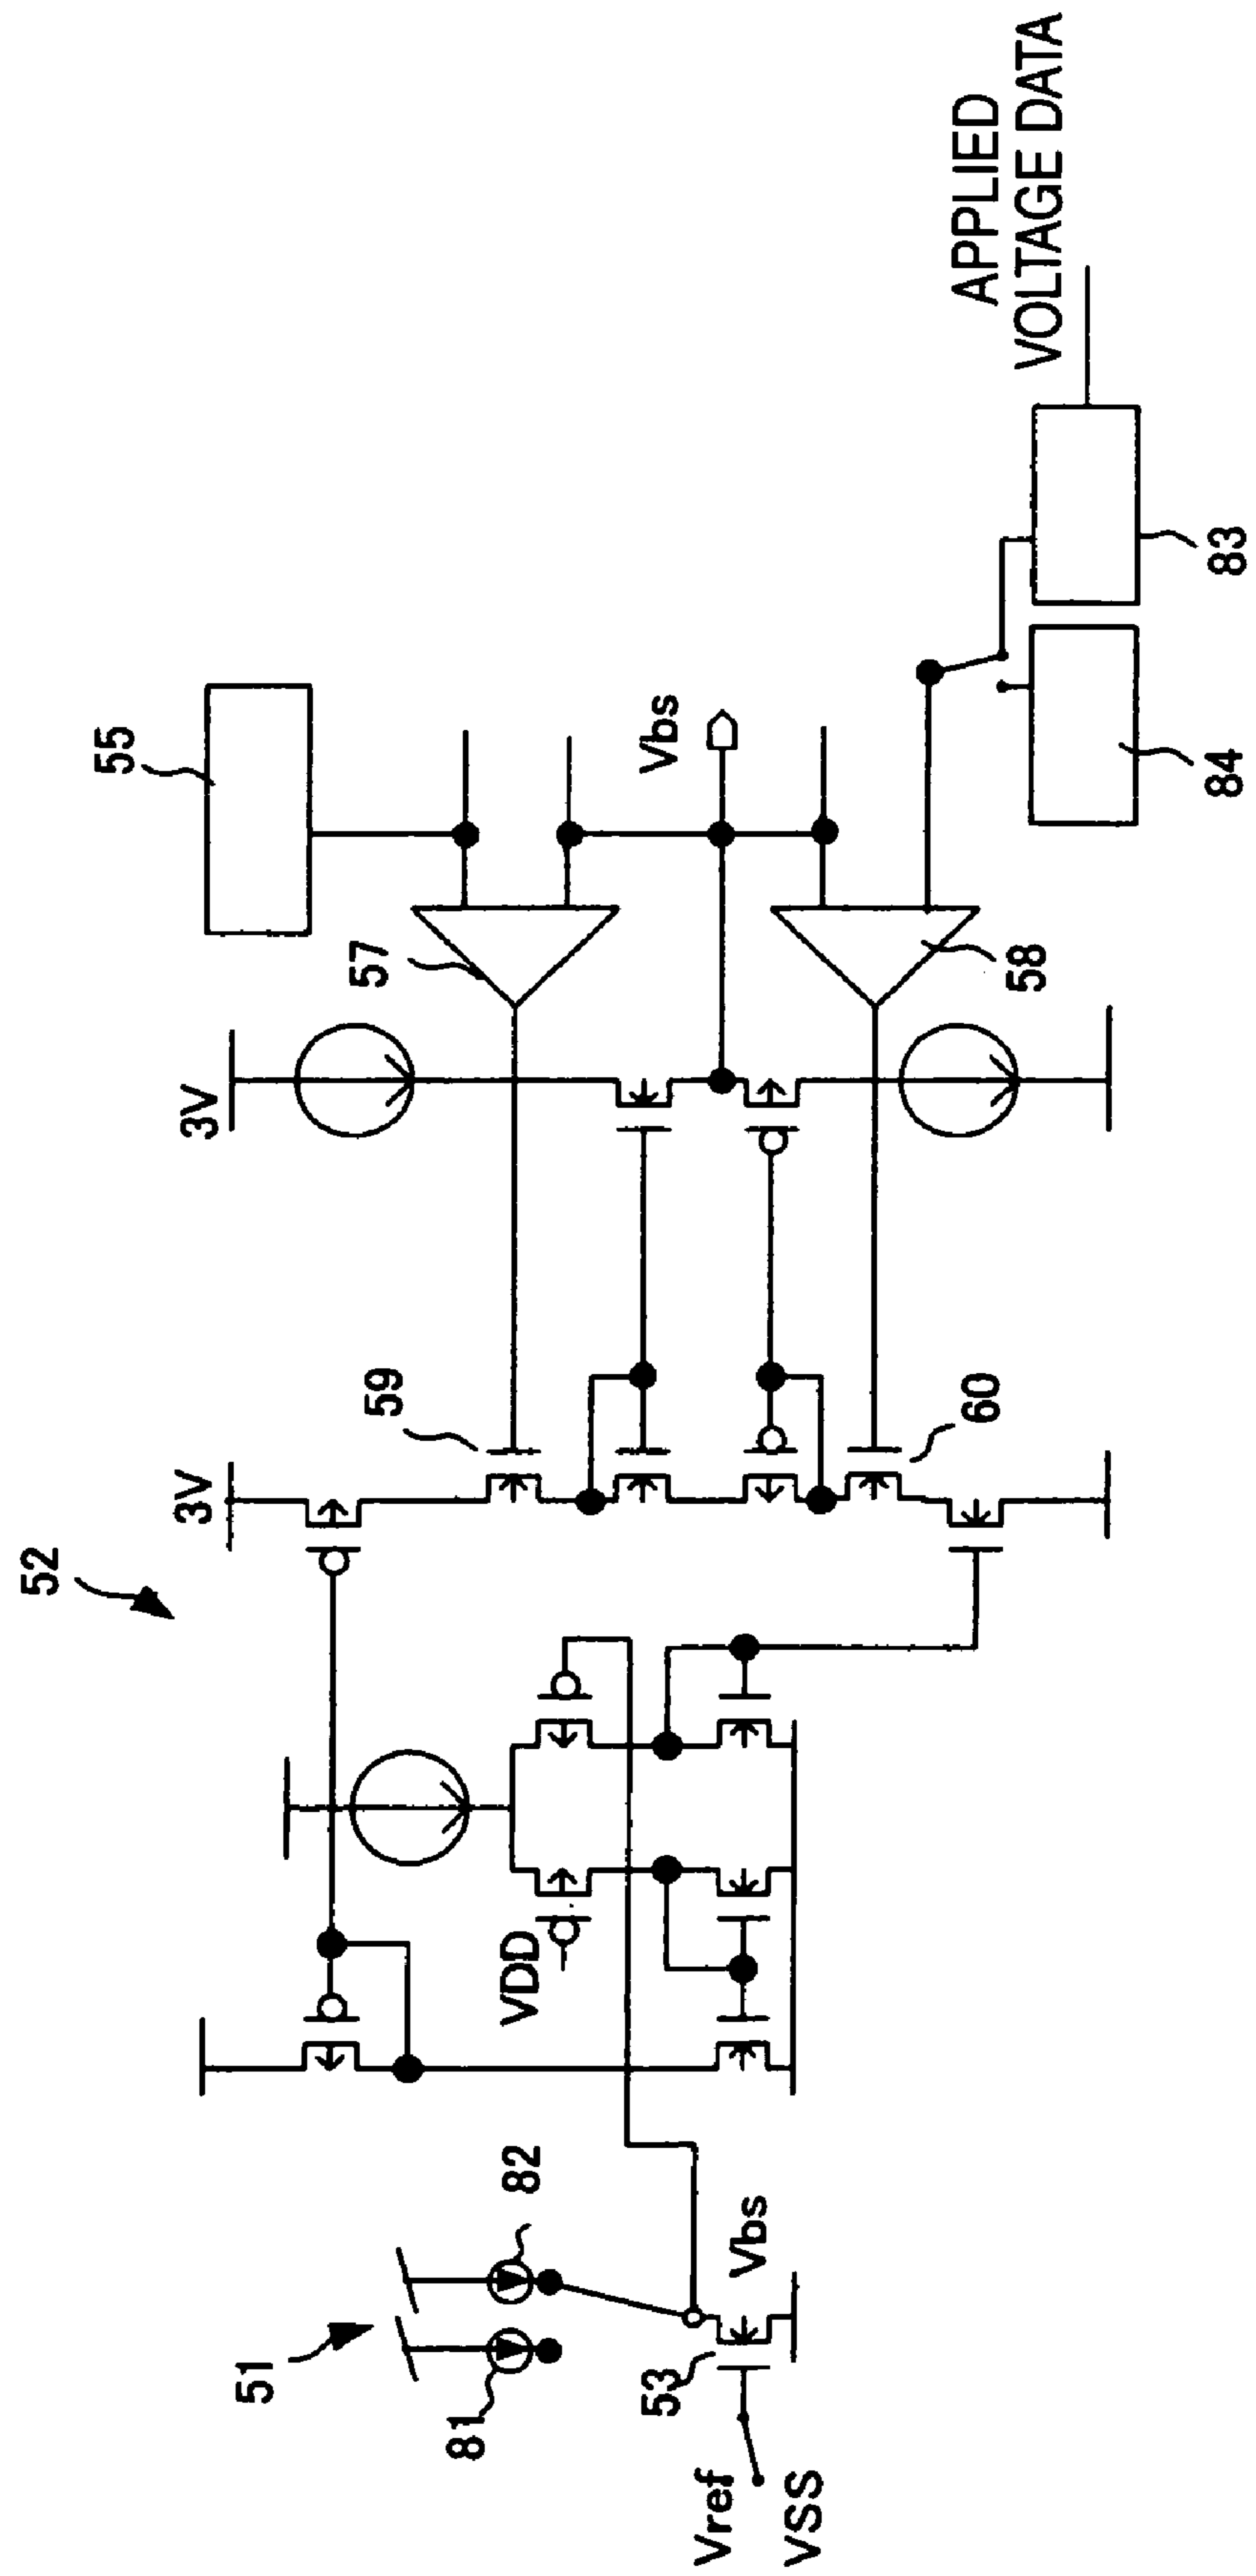 52
51
81
82
Vref
VSS
53
Vbs
VDD
3V
59
60
3V
57
58
55
Vbs
84
83
APPLIED
VOLTAGE DATA